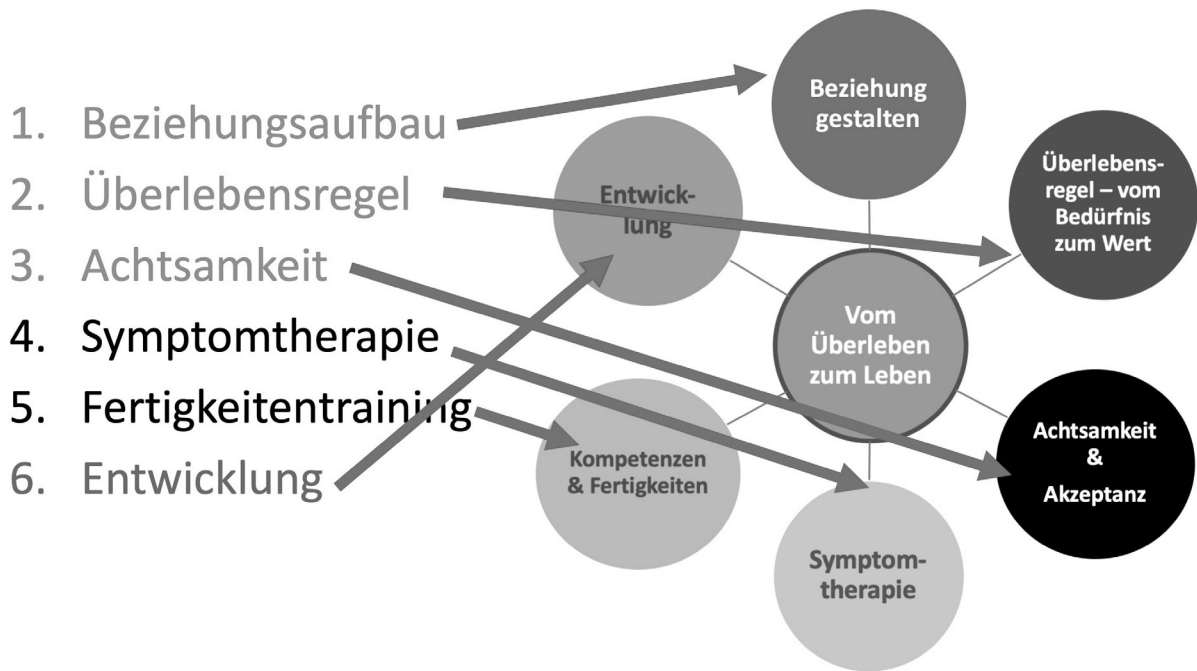 1. Beziehungsaufbau
2. Überlebensregel
3. Achtsamkeit
4. Symptomtherapie
5. Fertigkeitentraining
6. Entwicklung
Beziehung
gestalten
Überlebens-
regel – vom
Bedürfnis
zum Wert
Achtsamkeit
&
Akzeptanz
Symptom-
therapie
Kompetenzen
& Fertigkeiten
Entwick-
lung
Vom
Überleben
zum Leben